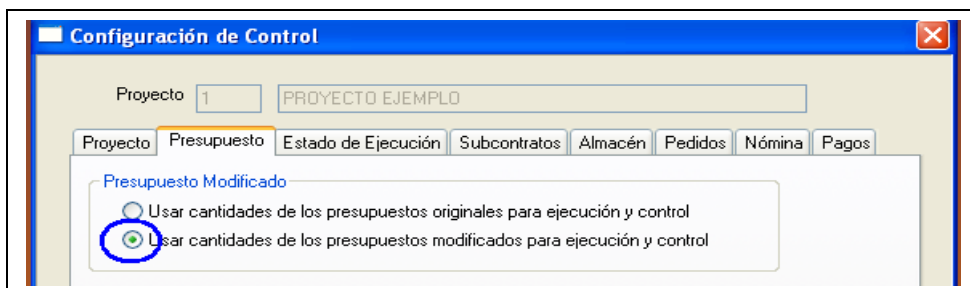 Configuración de Control
Proyecto 1 PROYECTO EJEMPLO
Proyecto Presupuesto Estado de Ejecución Subcontratos Almacén Pedidos Nómina Pagos
Presupuesto Modificado
Usar cantidades de los presupuestos originales para ejecución y control
Usar cantidades de los presupuestos modificados para ejecución y control